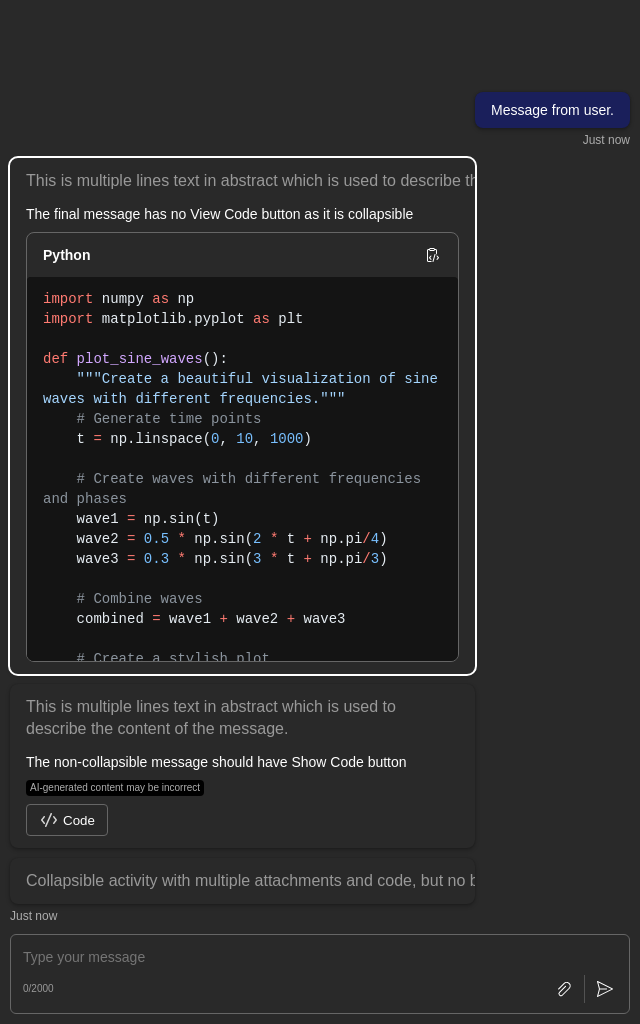 Message from user.
Just now
This is multiple lines text in abstract which is used to describe th
The final message has no View Code button as it is collapsible
Python
import numpy as np
import matplotlib.pyplot as plt
def plot_sine_waves():
"""Create a beautiful visualization of sine
waves with different frequencies."""
# Generate time points
t = np.linspace(0, 10, 1000)
# Create waves with different frequencies
and phases
wave1 = np.sin(t)
wave2 = 0.5 * np.sin(2 * t + np.pi/4)
wave3 = 0.3 * np.sin(3 * t + np.pi/3)
# Combine waves
combined = wave1 + wave2 + wave3
# Create a stylish plot
This is multiple lines text in abstract which is used to
describe the content of the message.
The non-collapsible message should have Show Code button
AI-generated content may be incorrect
Code
Collapsible activity with multiple attachments and code, but no b
Just now
Type your message
0/2000